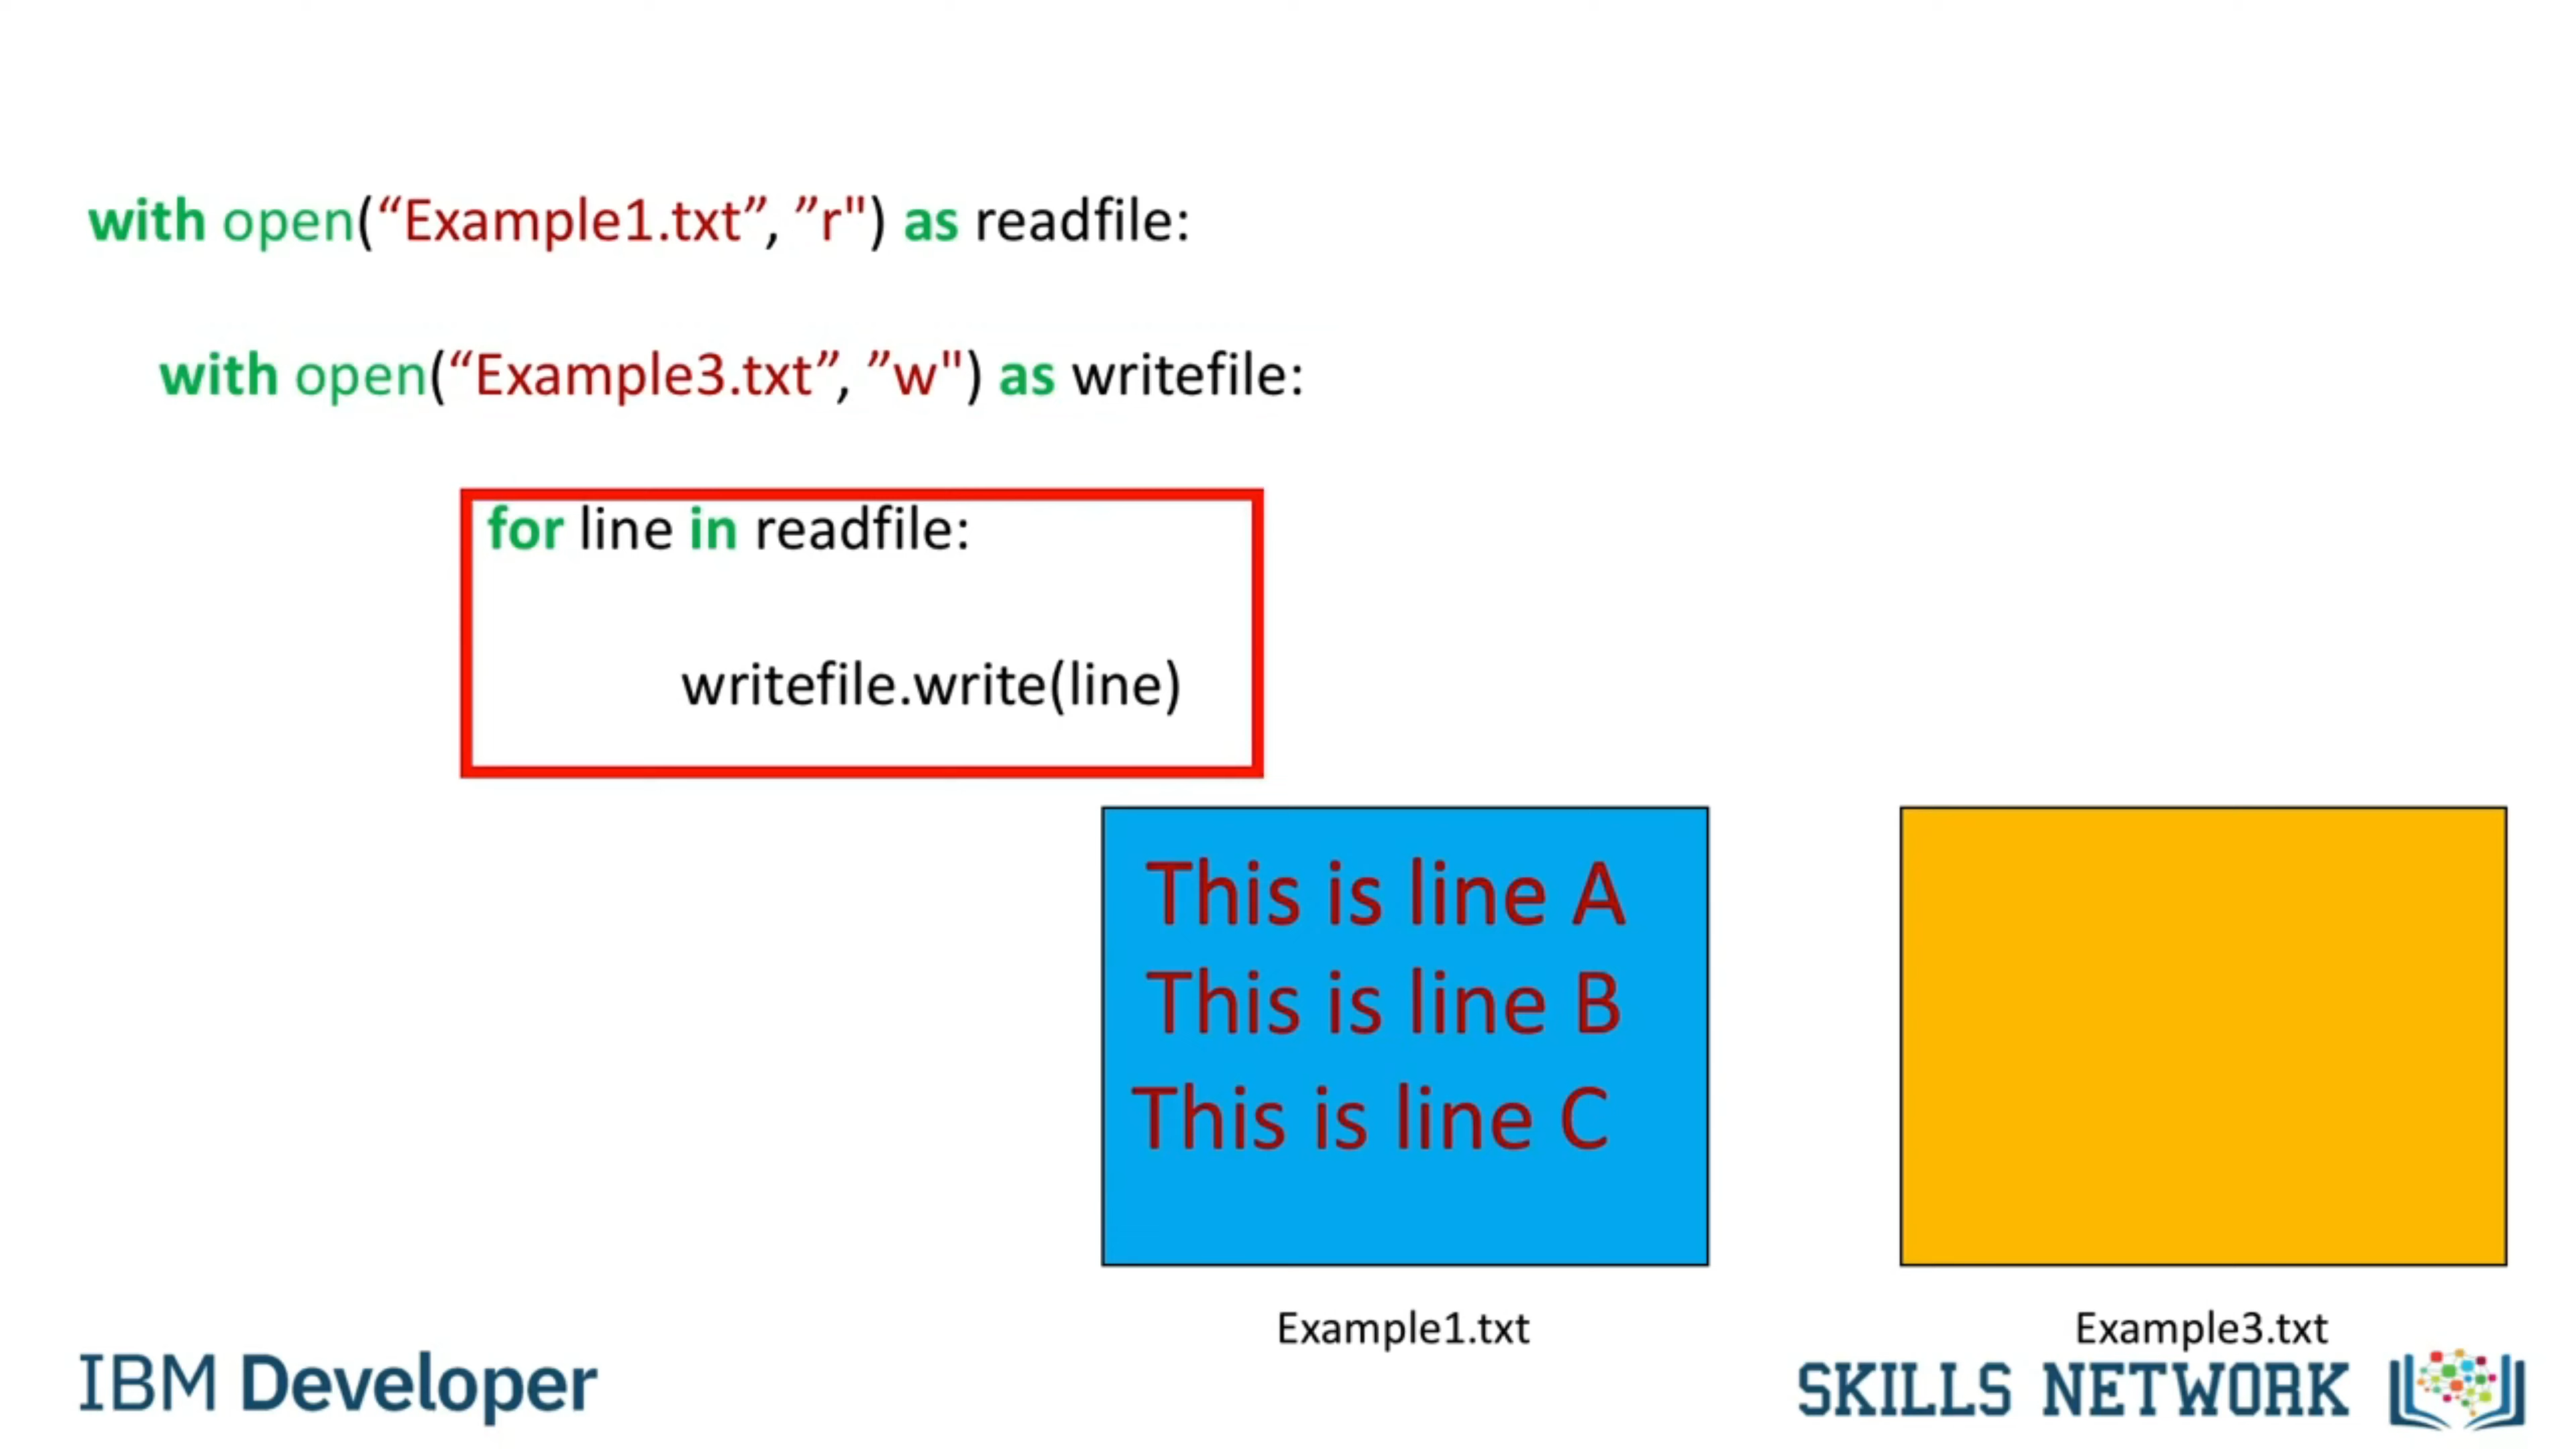 with open(“Example1.txt”, ”r") as readfile:
with open(“Example3.txt”, ”w") as writefile:
for line in readfile:
writefile.write(line)
This is line A
This is line B
This is line C
Example1.txt
Example3.txt
IBM Developer
SKILLS NETWORK